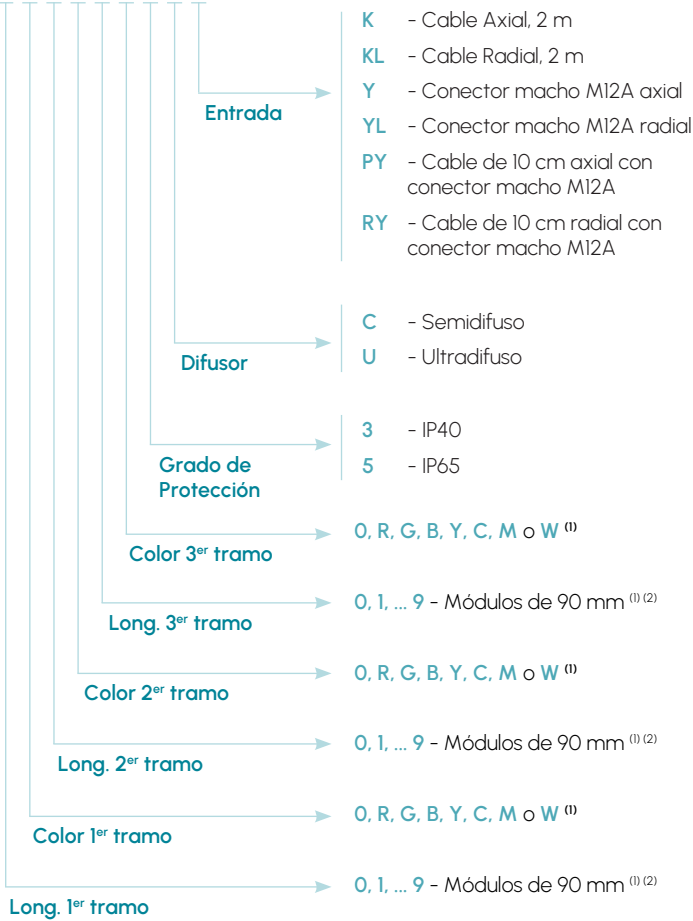 K - Cable Axial, 2 m
KL - Cable Radial, 2 m
Y - Conector macho M12A axial
Entrada
YL - Conector macho M12A radial
PY - Cable de 10 cm axial con
conector macho M12A
RY - Cable de 10 cm radial con
conector macho M12A
C - Semidifuso
Difusor
U - Ultradifuso
3 - IP40
Grado de
Protección
5 - IP65
0, R, G, B, Y, C, M o W (1)
Color 3er tramo
0, 1, ... 9 - Módulos de 90 mm (1) (2)
Long. 3er tramo
0, R, G, B, Y, C, M o W (1)
Color 2er tramo
0, 1, ... 9 - Módulos de 90 mm (1) (2)
Long. 2er tramo
0, R, G, B, Y, C, M o W (1)
Color 1er tramo
0, 1, ... 9 - Módulos de 90 mm (1) (2)
Long. 1er tramo